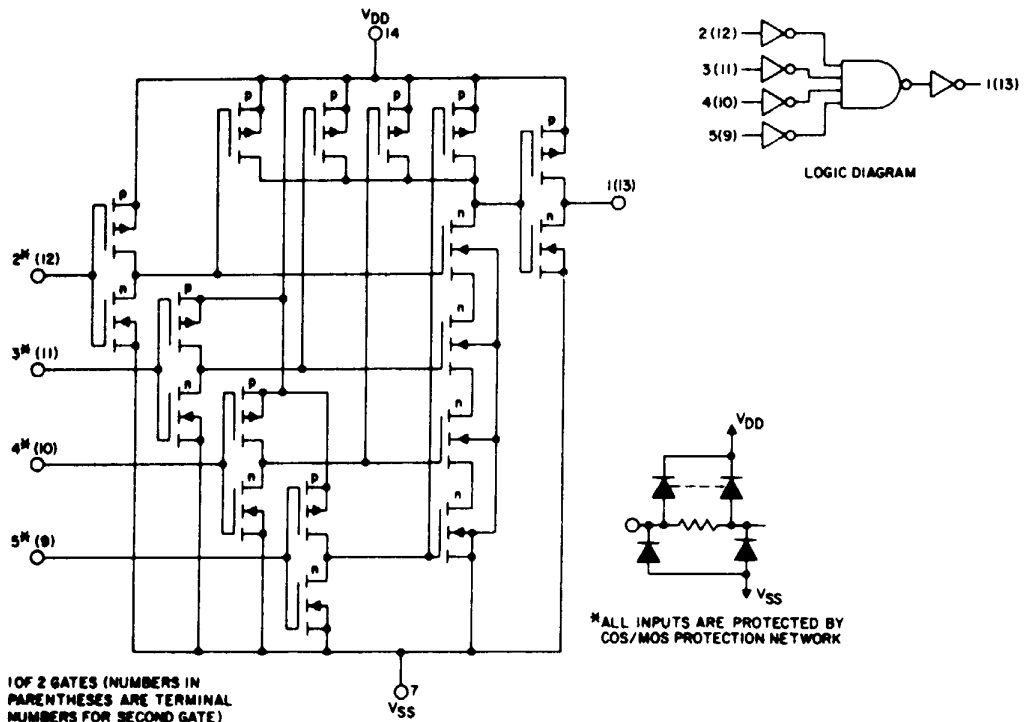 VDD
14
p
p
p
p
p
p
1(13)
n
n
2* (12)
n
p
n
3* (11)
n
p
4* (10)
n
n
p
5* (9)
n
7
VSS
1 OF 2 GATES (NUMBERS IN
PARENTHESES ARE TERMINAL
NUMBERS FOR SECOND GATE)
2(12)
3(11)
4(10)
5(9)
1(13)
LOGIC DIAGRAM
VDD
VSS
*ALL INPUTS ARE PROTECTED BY
COS/MOS PROTECTION NETWORK